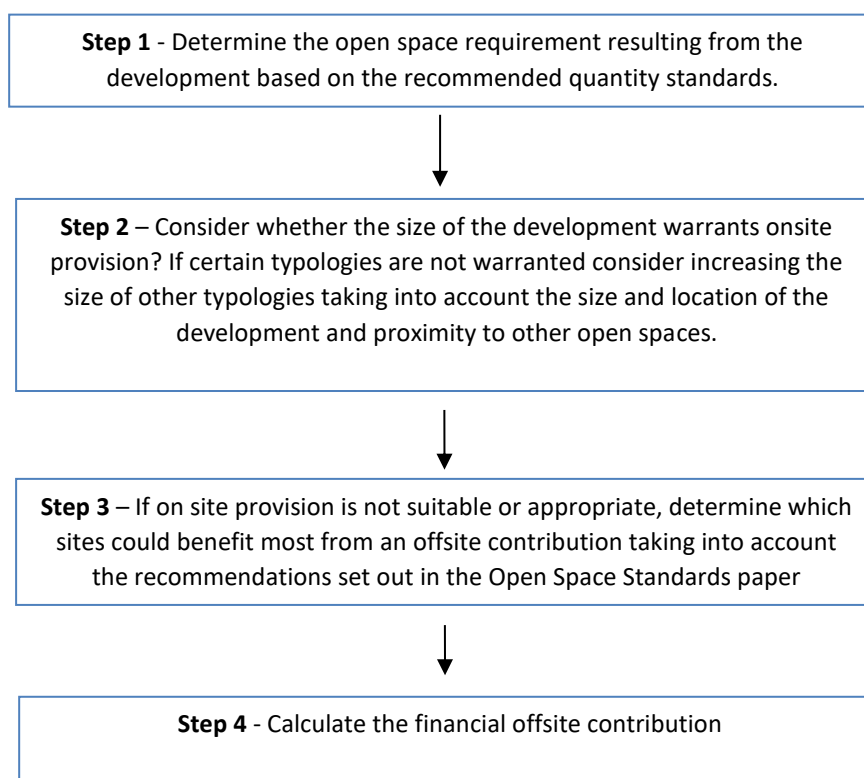 Step 1 - Determine the open space requirement resulting from the
development based on the recommended quantity standards.
Step 2 – Consider whether the size of the development warrants onsite
provision? If certain typologies are not warranted consider increasing the
size of other typologies taking into account the size and location of the
development and proximity to other open spaces.
Step 3 – If on site provision is not suitable or appropriate, determine which
sites could benefit most from an offsite contribution taking into account
the recommendations set out in the Open Space Standards paper
Step 4 - Calculate the financial offsite contribution